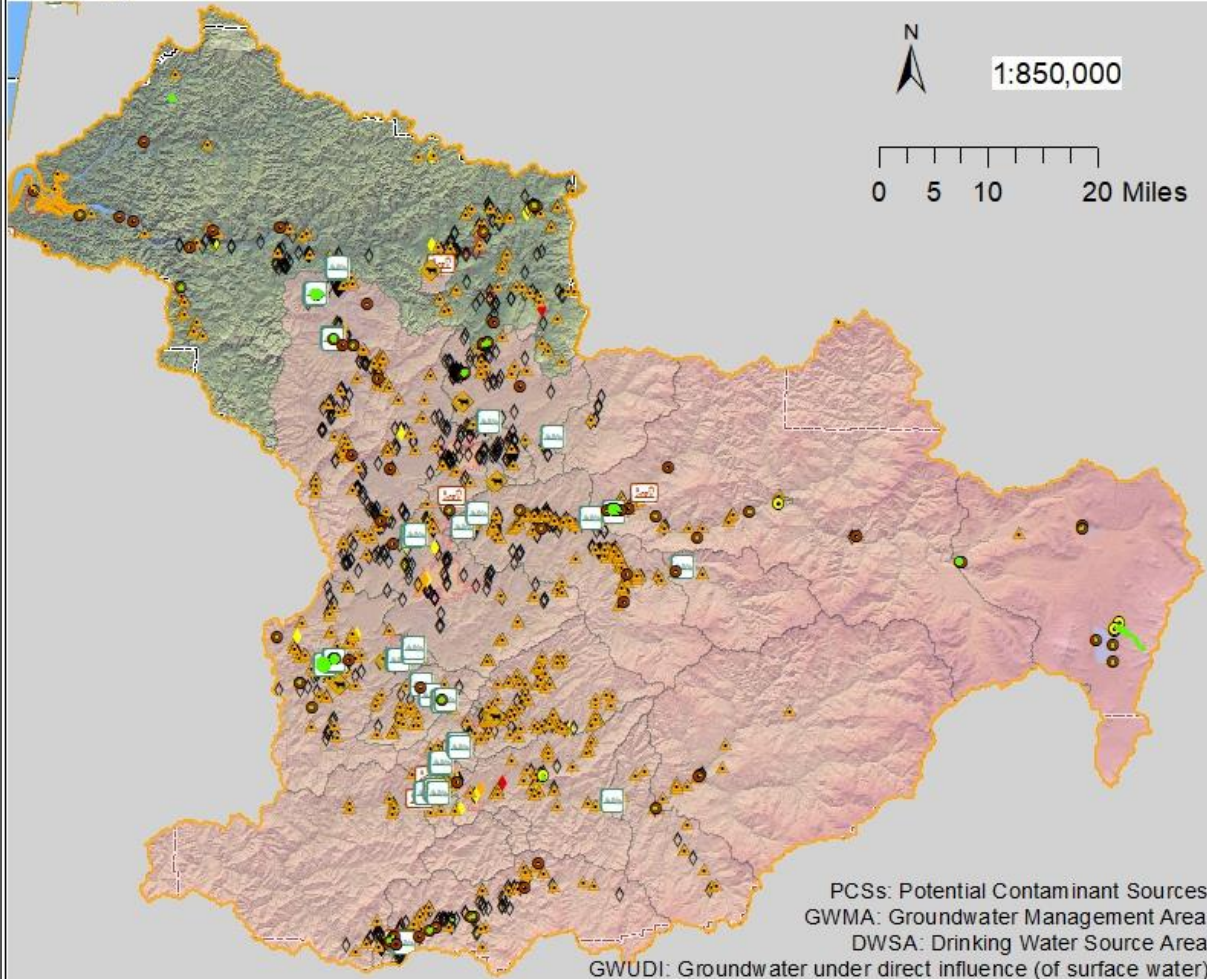 N
1:850,000
0 5 10 20 Miles
PCSs: Potential Contaminant Sources
GWMA: Groundwater Management Area
DWSA: Drinking Water Source Area
GWUDI: Groundwater under direct influence (of surface water)